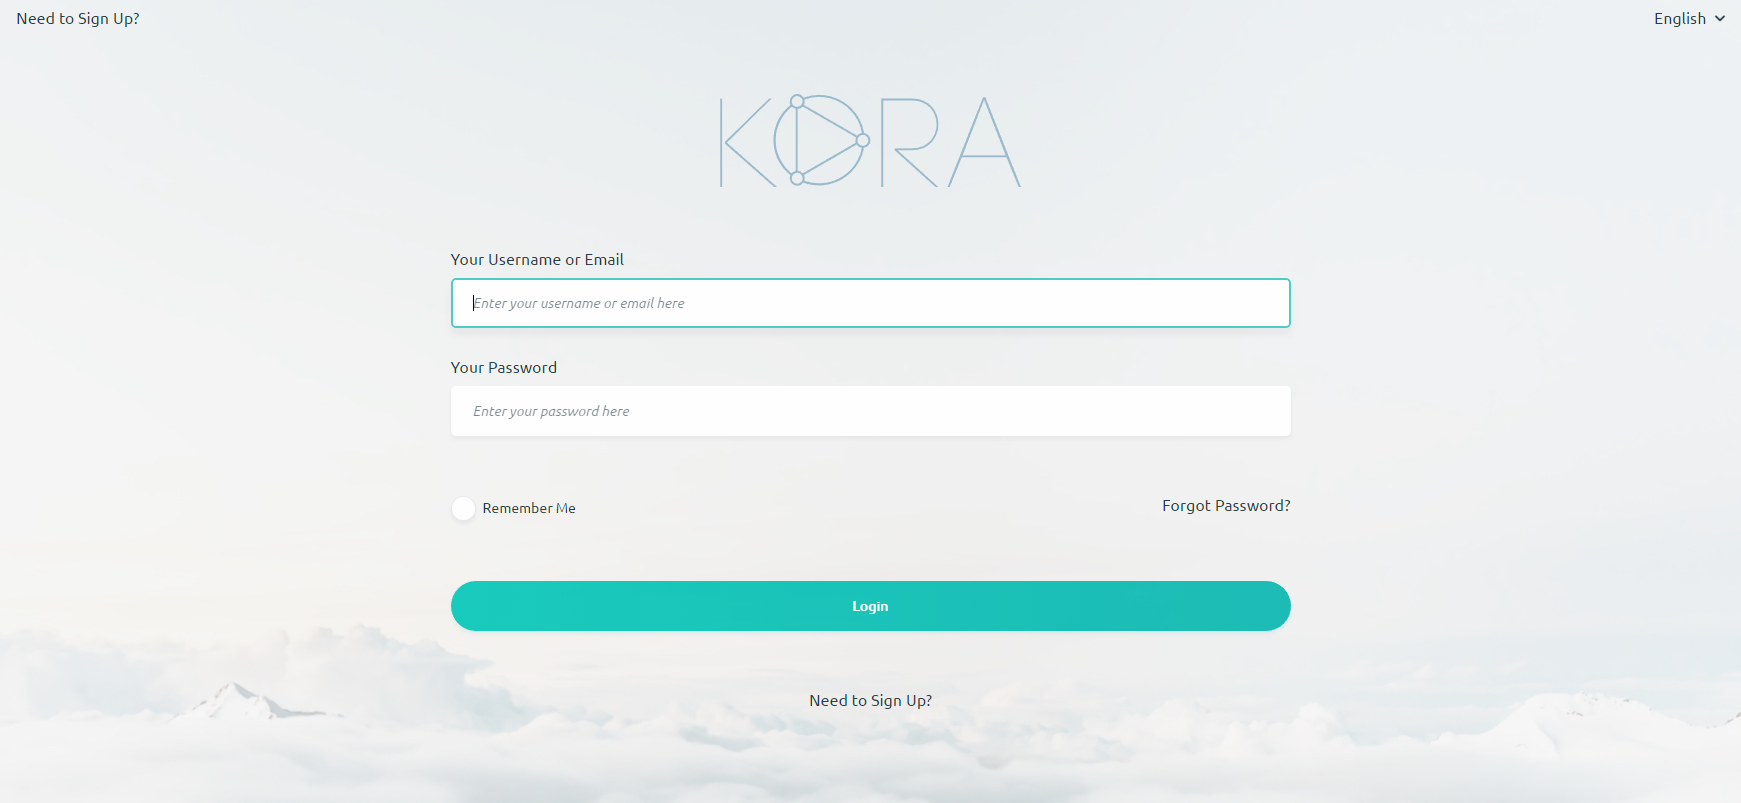 Need to Sign Up?
English
KORA
Your Username or Email
Enter your username or email here
Your Password
Enter your password here
Remember Me
Forgot Password?
Login
Need to Sign Up?